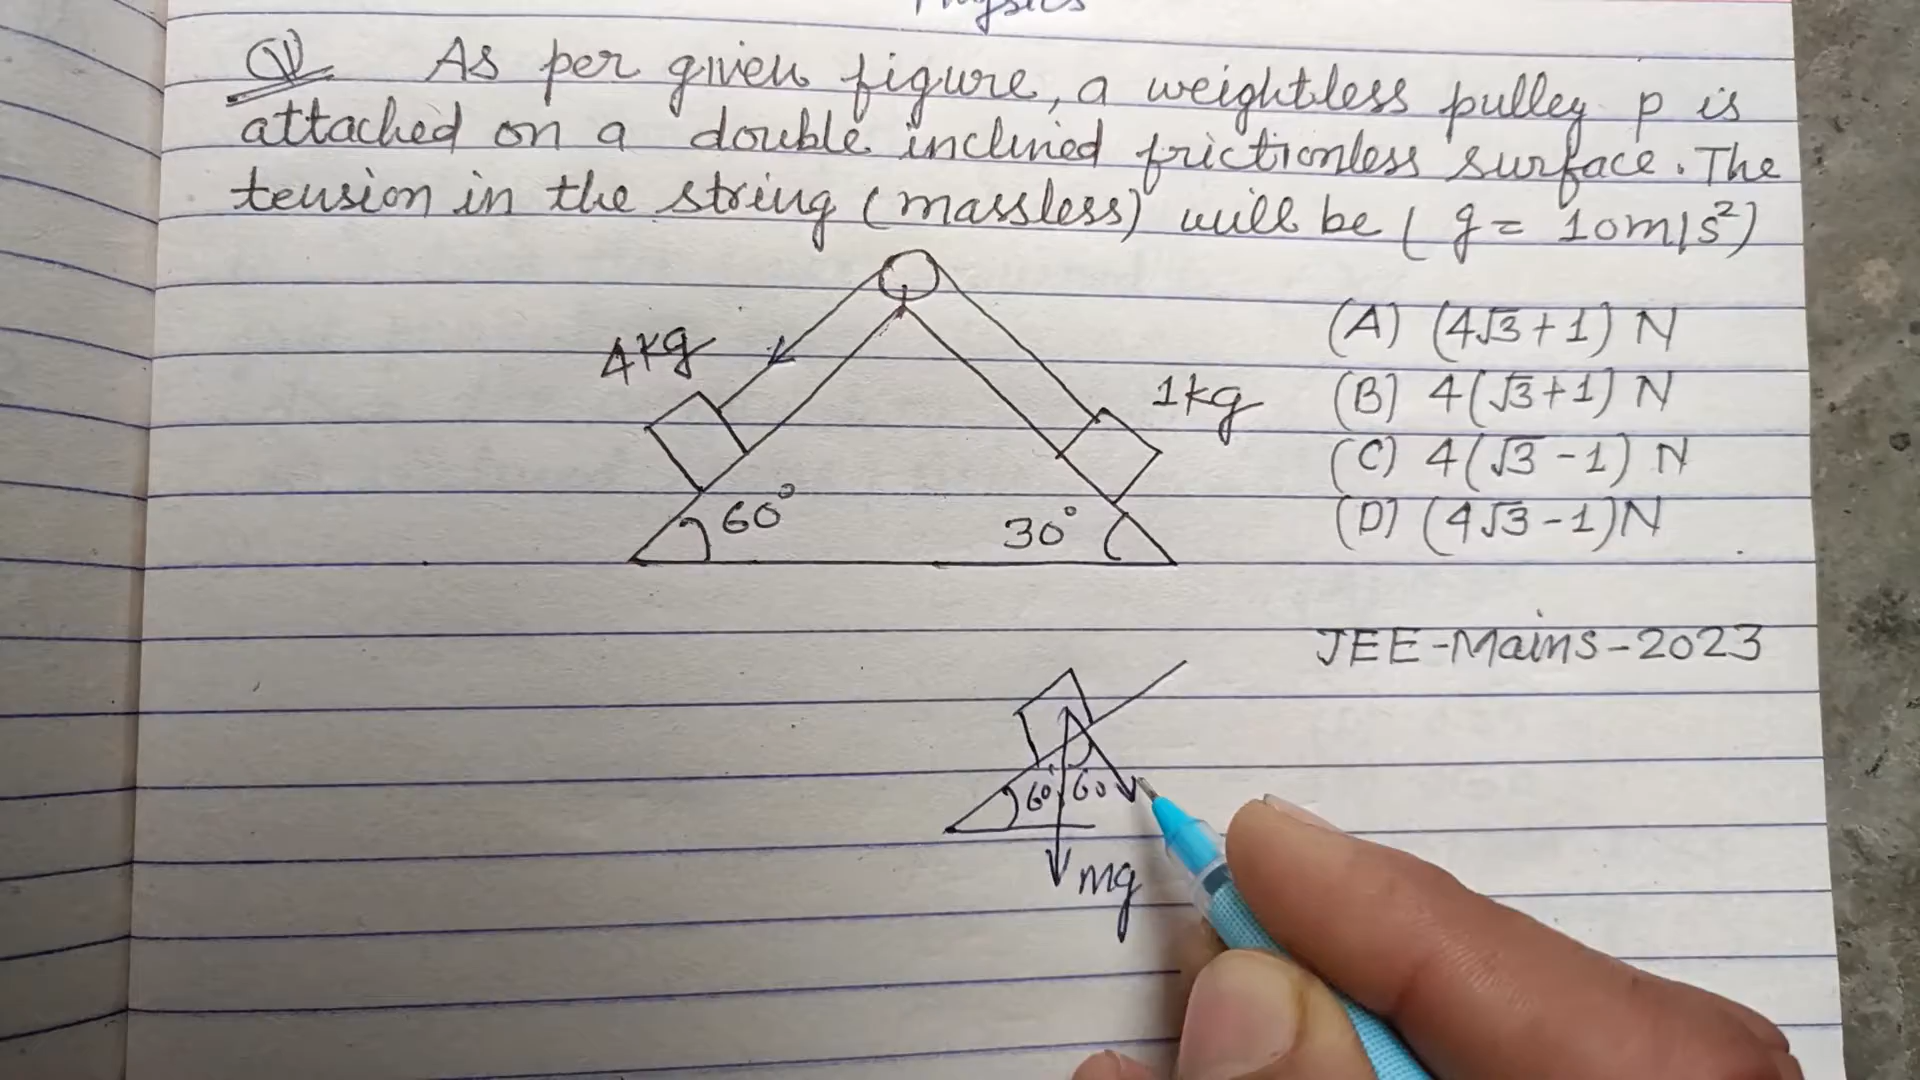 Physics
Q1 As per given figure, a weightless pulley p is
attached on a double inclined frictionless surface. The
tension in the string (massless) will be ( g = 10m/s²)
4kg
1kg
60°
30°
(A) (4√3+1) N
(B) 4(√3+1) N
(C) 4(√3-1) N
(D) (4√3-1)N
JEE-Mains-2023
60 60
mg